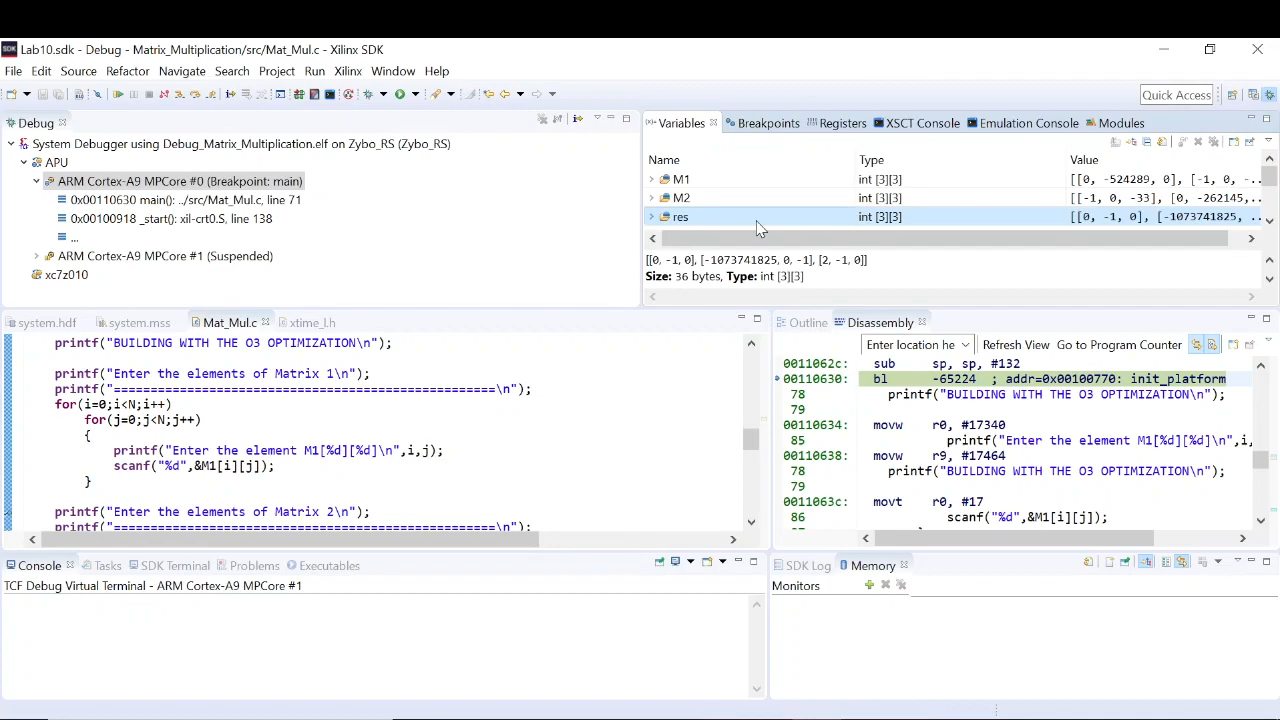 Lab10.sdk - Debug - Matrix_Multiplication/src/Mat_Mul.c - Xilinx SDK
File Edit Source Refactor Navigate Search Project Run Xilinx Window Help
Quick Access
Debug
System Debugger using Debug_Matrix_Multiplication.elf on Zybo_RS (Zybo_RS)
APU
ARM Cortex-A9 MPCore #0 (Breakpoint: main)
0x00110630 main(): ../src/Mat_Mul.c, line 71
0x00100918 _start(): xil-crt0.S, line 138
...
ARM Cortex-A9 MPCore #1 (Suspended)
xc7z010
Variables Breakpoints Registers XSCT Console Emulation Console Modules
Name Type Value
M1 int [3][3] [[0, -524289, 0], [-1, 0, -...
M2 int [3][3] [[-1, 0, -33], [0, -262145,...
res int [3][3] [[0, -1, 0], [-1073741825, ...
[[0, -1, 0], [-1073741825, 0, -1], [2, -1, 0]]
Size: 36 bytes, Type: int [3][3]
system.hdf system.mss Mat_Mul.c xtime_l.h
printf("BUILDING WITH THE O3 OPTIMIZATION\n");
printf("Enter the elements of Matrix 1\n");
printf("====================================================\n");
for(i=0;i<N;i++)
for(j=0;j<N;j++)
{
printf("Enter the element M1[%d][%d]\n",i,j);
scanf("%d",&M1[i][j]);
}
printf("Enter the elements of Matrix 2\n");
printf("====================================================\n");
Outline Disassembly
Enter location he Refresh View Go to Program Counter
0011062c: sub sp, sp, #132
00110630: bl -65224 ; addr=0x00100770: init_platform
78 printf("BUILDING WITH THE O3 OPTIMIZATION\n");
79
00110634: movw r0, #17340
85 printf("Enter the element M1[%d][%d]\n",i,
00110638: movw r9, #17464
78 printf("BUILDING WITH THE O3 OPTIMIZATION\n");
79
0011063c: movt r0, #17
86 scanf("%d",&M1[i][j]);
Console Tasks SDK Terminal Problems Executables
TCF Debug Virtual Terminal - ARM Cortex-A9 MPCore #1
SDK Log Memory
Monitors